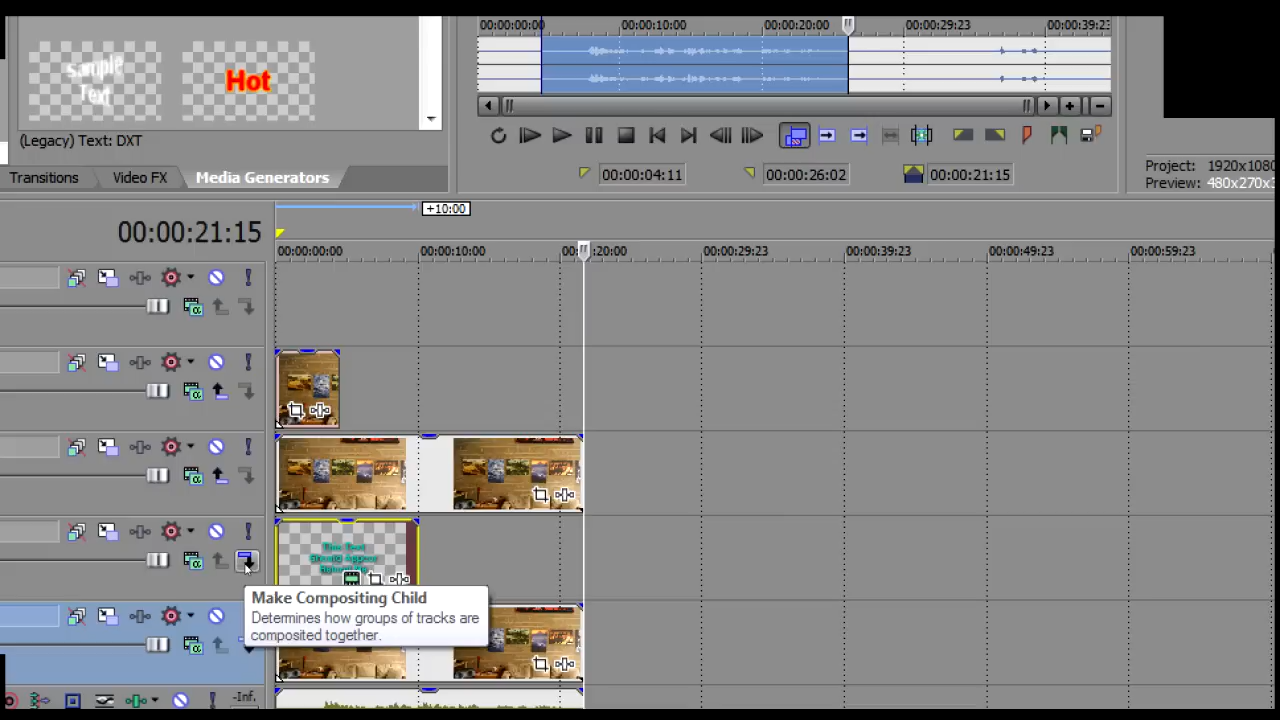 00:00:00:00 00:00:10:00 00:00:20:00 00:00:29:23 00:00:39:23
Sample
Text
Hot
(Legacy) Text: DXT
Transitions Video FX Media Generators
00:00:04:11 00:00:26:02 00:00:21:15
Project: 1920x1080
Preview: 480x270x
+10:00
00:00:21:15
00:00:00:00 00:00:10:00 :20:00 00:00:29:23 00:00:39:23 00:00:49:23 00:00:59:23
This Text
Should Appear
Make Compositing Child
Determines how groups of tracks are
composited together.
-Inf.